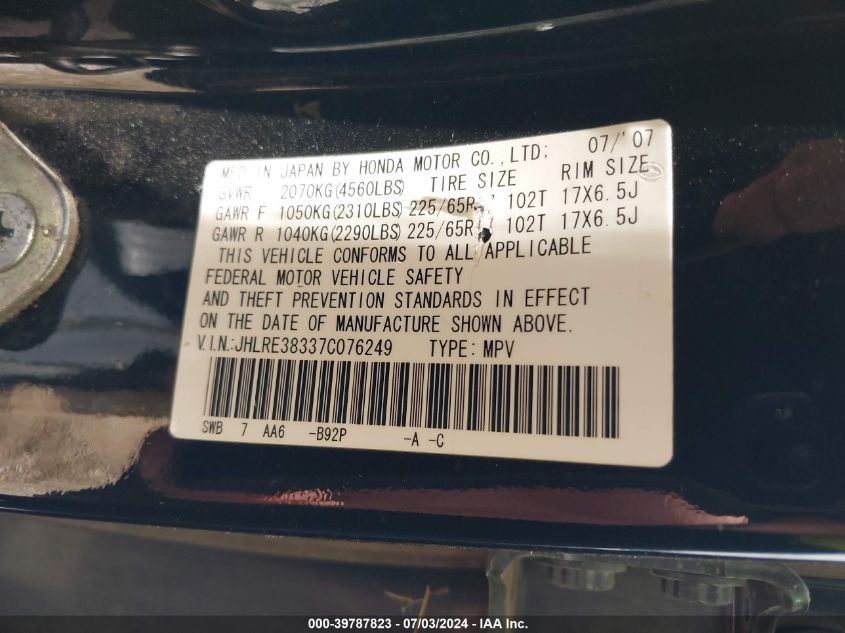 MFD IN JAPAN BY HONDA MOTOR CO., LTD; 07/'07
GVWR 2070KG(4560LBS) TIRE SIZE RIM SIZE
GAWR F 1050KG(2310LBS) 225/65R 102T 17X6.5J
GAWR R 1040KG(2290LBS) 225/65R 102T 17X6.5J
THIS VEHICLE CONFORMS TO ALL APPLICABLE
FEDERAL MOTOR VEHICLE SAFETY
AND THEFT PREVENTION STANDARDS IN EFFECT
ON THE DATE OF MANUFACTURE SHOWN ABOVE.
V.I.N.:JHLRE38337C076249 TYPE: MPV
SWB 7 AA6 -B92P -A -C
000-39787823 - 07/03/2024 - IAA Inc.